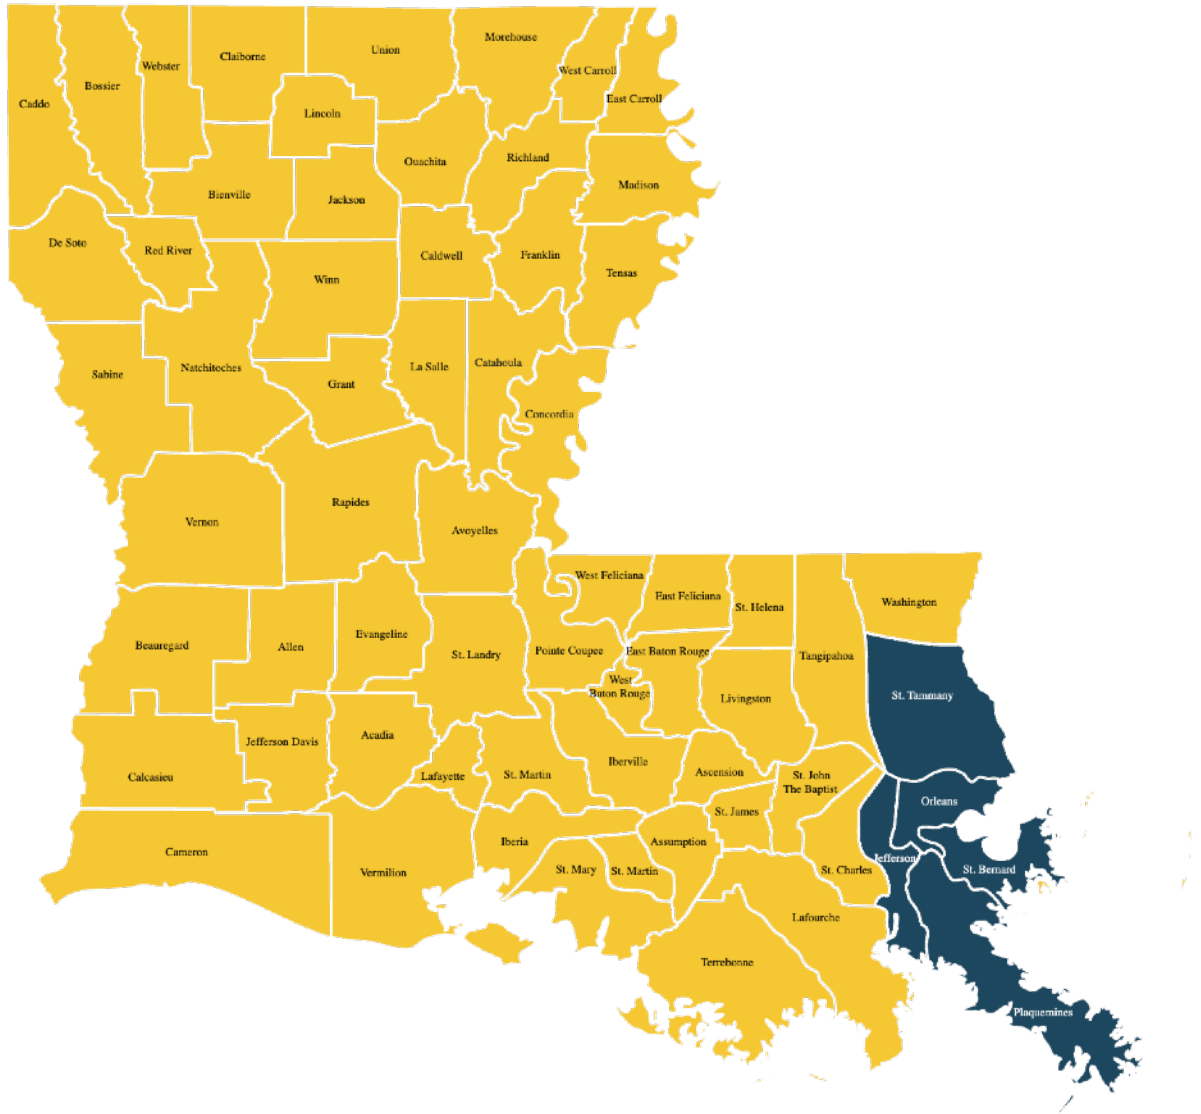 Morehouse
Union
Claiborne
Webster
West Carroll
Bossier
East Carroll
Caddo
Lincoln
Richland
Ouachita
Madison
Bienville
Jackson
De Soto
Red River
Caldwell
Franklin
Tensas
Winn
Catahoula
La Salle
Natchitoches
Sabine
Grant
Concordia
Rapides
Vernon
Avoyelles
West Feliciana
East Feliciana
St. Helena
Washington
Evangeline
Beauregard
Allen
St. Landry
Pointe Coupee
East Baton Rouge
Tangipahoa
West
Baton Rouge
St. Tammany
Livingston
Acadia
Jefferson Davis
Iberville
Ascension
Calcasieu
Lafayette
St. Martin
St. John
The Baptist
Orleans
St. James
Iberia
Assumption
Cameron
Jefferson
Vermilion
St. Mary
St. Martin
St. Charles
St. Bernard
Lafourche
Terrebonne
Plaquemines